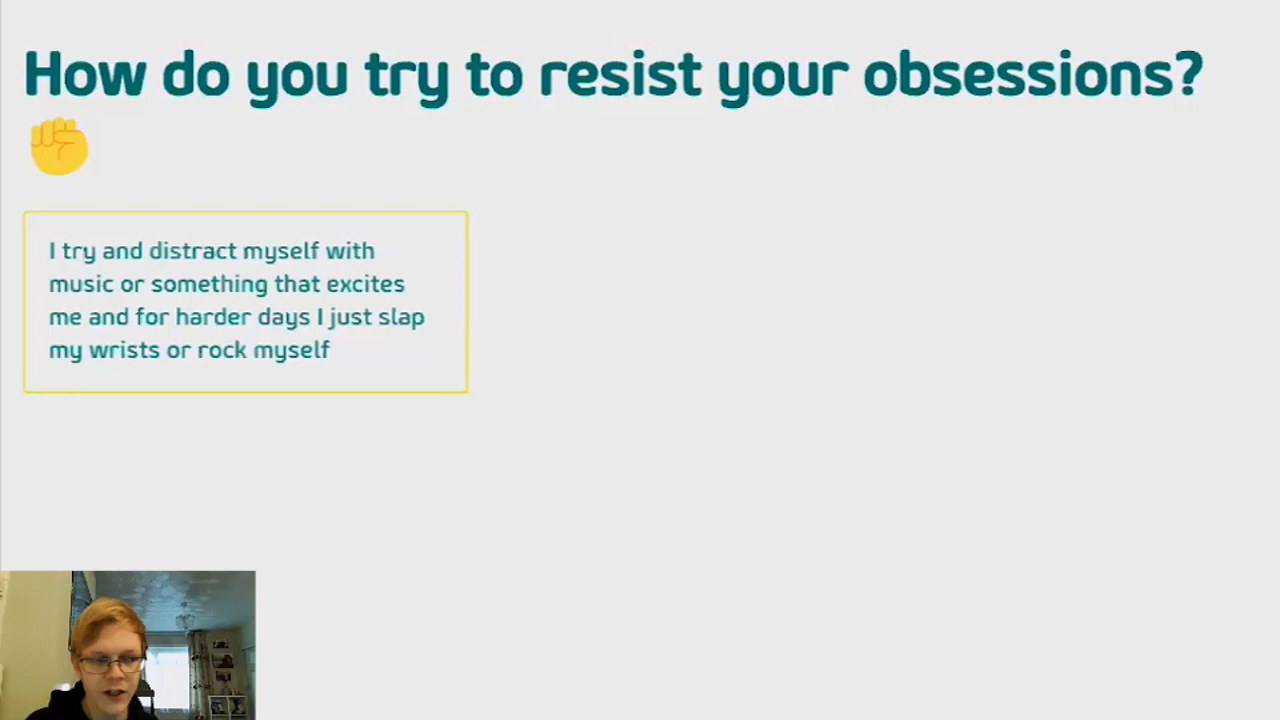 How do you try to resist your obsessions?
I try and distract myself with
music or something that excites
me and for harder days I just slap
my wrists or rock myself